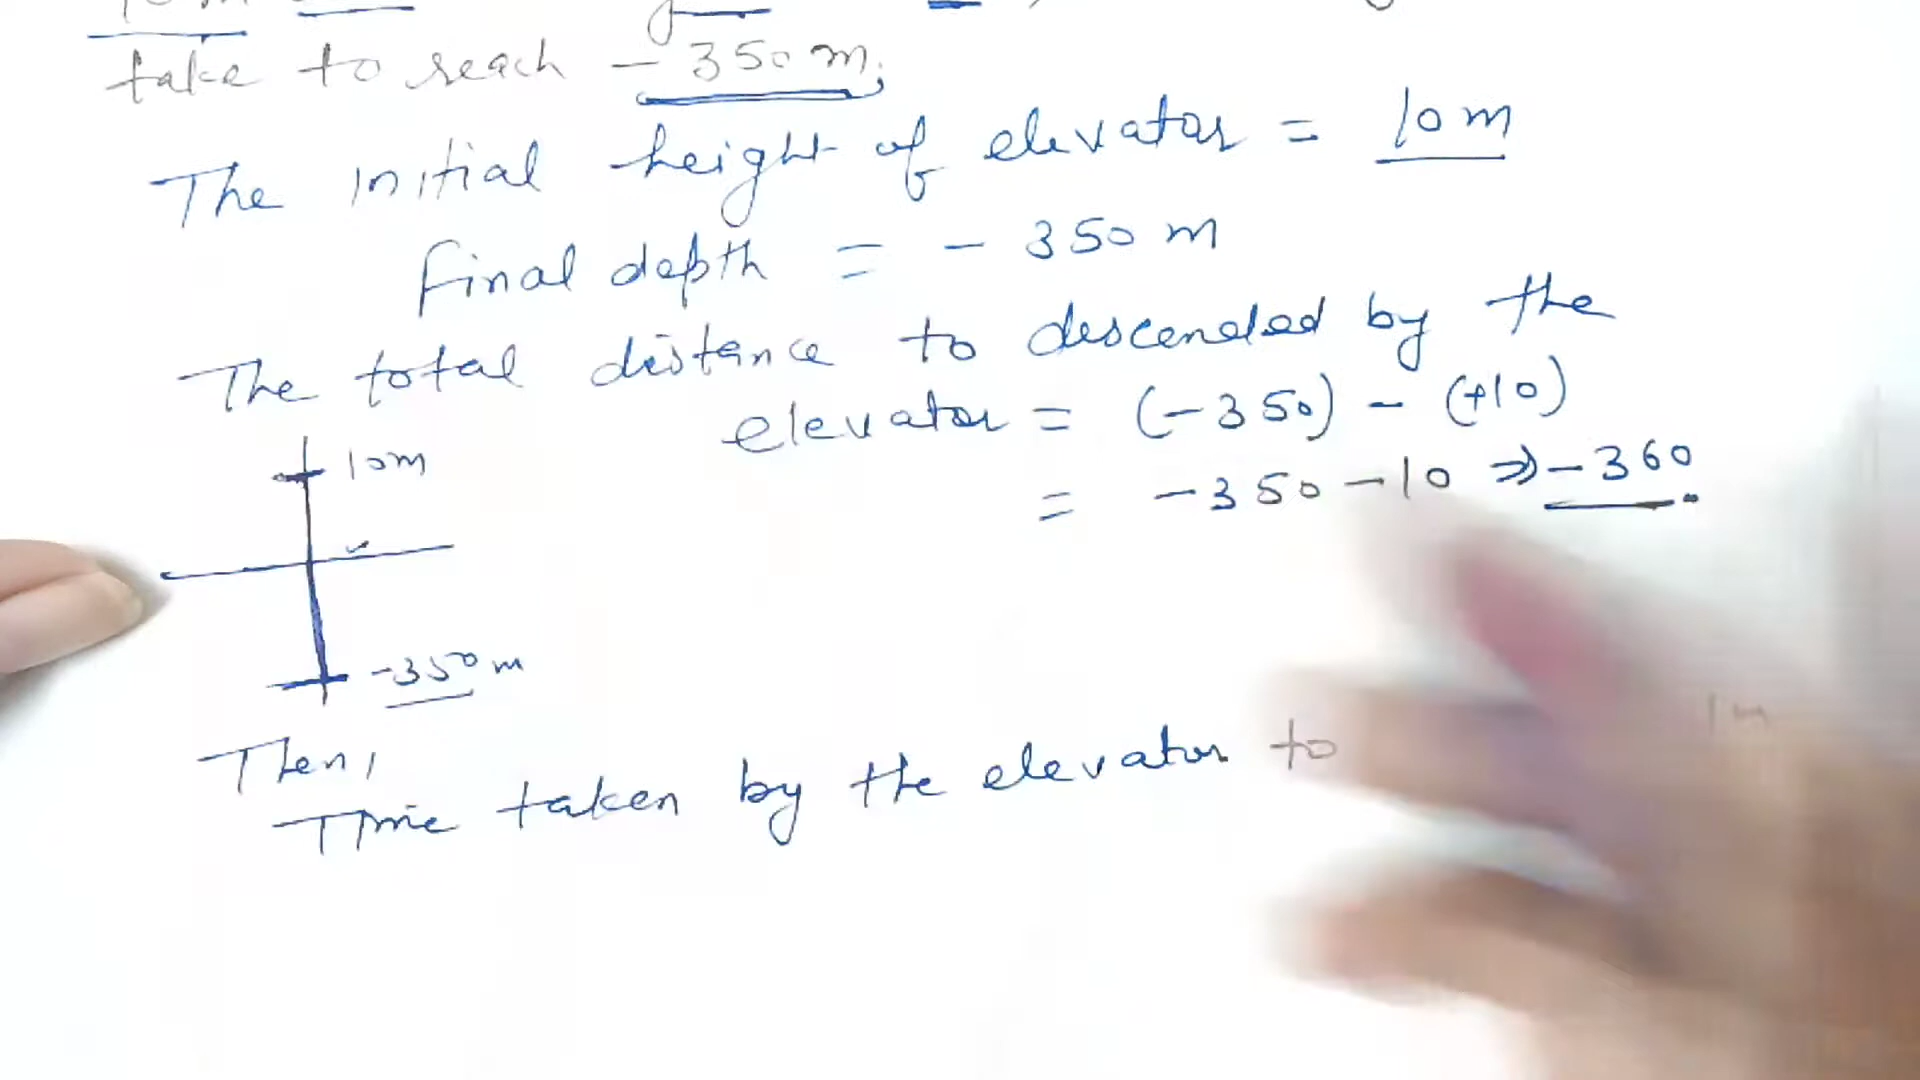 take to reach - 350 m.
The initial height of elevator = 10m
final depth = - 350 m
The total distance to descended by the
elevator = (-350) - (+10)
= -350 -10 ⇒ -360.
10m
-350 m
Then,
Time taken by the elevator to